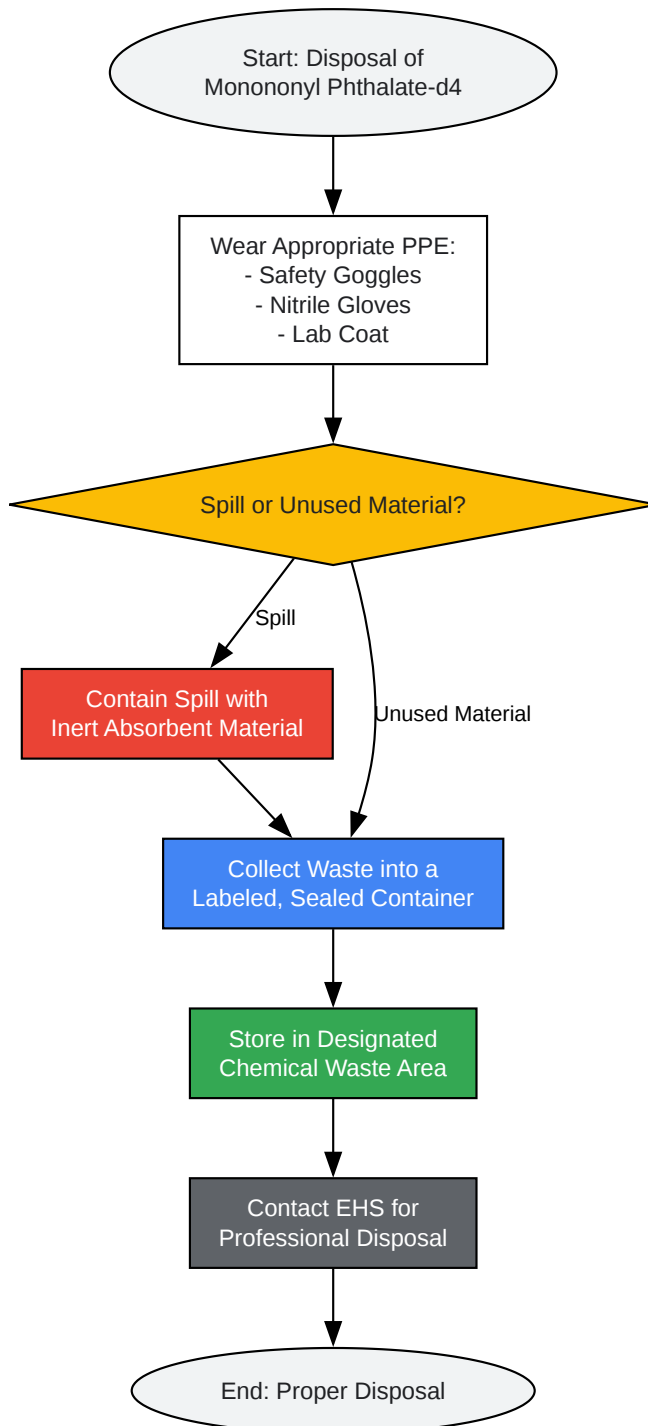 Start: Disposal of
Monononyl Phthalate-d4
Wear Appropriate PPE:
- Safety Goggles
- Nitrile Gloves
- Lab Coat
Spill or Unused Material?
Spill
Contain Spill with
Inert Absorbent Material
Unused Material
Collect Waste into a
Labeled, Sealed Container
Store in Designated
Chemical Waste Area
Contact EHS for
Professional Disposal
End: Proper Disposal